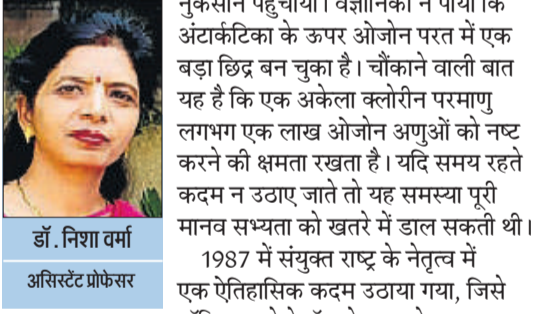 नुकसान पहुंचाया। वैज्ञानिकों ने पाया कि
अंटार्कटिका के ऊपर ओजोन परत में एक
बड़ा छिद्र बन चुका है। चौंकाने वाली बात
यह है कि एक अकेला क्लोरीन परमाणु
लगभग एक लाख ओजोन अणुओं को नष्ट
करने की क्षमता रखता है। यदि समय रहते
कदम न उठाए जाते तो यह समस्या पूरी
मानव सभ्यता को खतरे में डाल सकती थी।
1987 में संयुक्त राष्ट्र के नेतृत्व में
एक ऐतिहासिक कदम उठाया गया, जिसे
डॉ. निशा वर्मा
असिस्टेंट प्रोफेसर